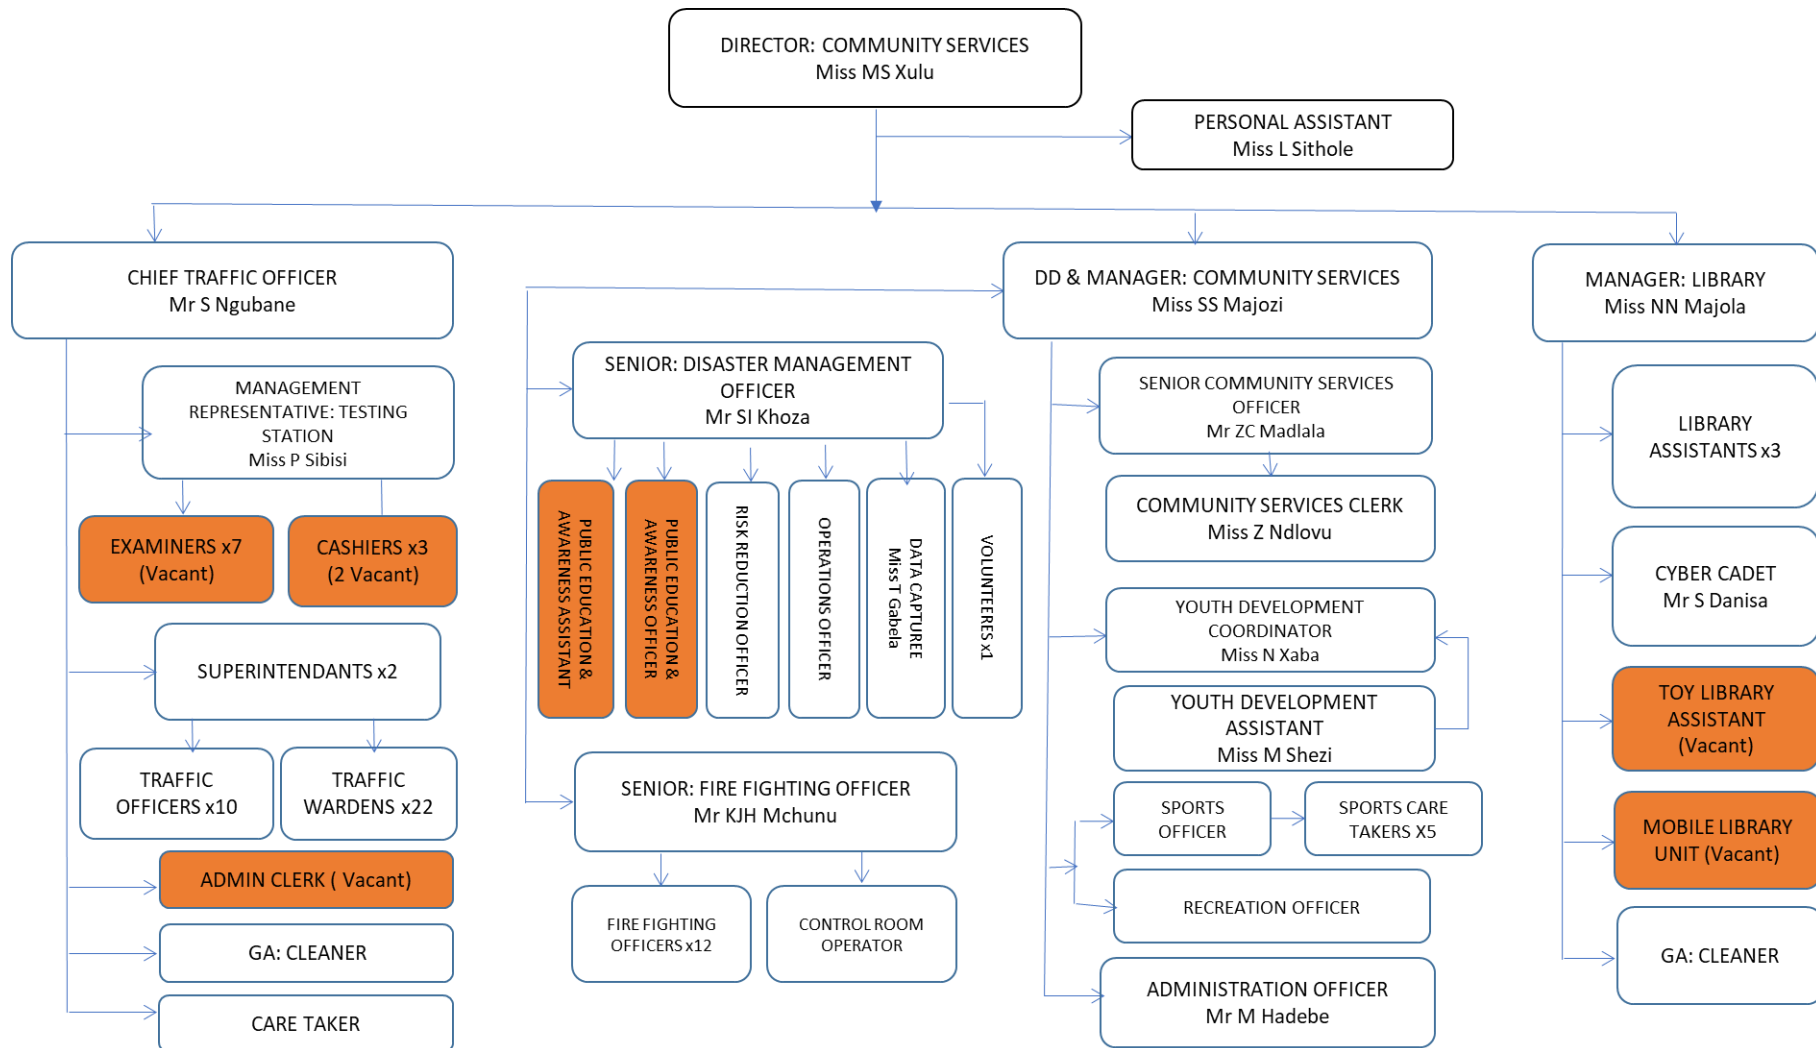 DIRECTOR: COMMUNITY SERVICES
Miss MS Xulu
PERSONAL ASSISTANT
Miss L Sithole
CHIEF TRAFFIC OFFICER
Mr S Ngubane
MANAGEMENT
REPRESENTATIVE: TESTING
STATION
Miss P Sibisi
EXAMINERS x7
(Vacant)
CASHIERS x3
(2 Vacant)
SUPERINTENDANTS x2
TRAFFIC
OFFICERS x10
TRAFFIC
WARDENS x22
ADMIN CLERK ( Vacant)
GA: CLEANER
CARE TAKER
SENIOR: DISASTER MANAGEMENT
OFFICER
Mr SI Khoza
PUBLIC EDUCATION &
AWARENESS ASSISTANT
PUBLIC EDUCATION &
AWARENESS OFFICER
RISK REDUCTION OFFICER
OPERATIONS OFFICER
DATA CAPTUREE
Miss T Gabela
VOLUNTEERES x1
SENIOR: FIRE FIGHTING OFFICER
Mr KJH Mchunu
FIRE FIGHTING
OFFICERS x12
CONTROL ROOM
OPERATOR
DD & MANAGER: COMMUNITY SERVICES
Miss SS Majozi
SENIOR COMMUNITY SERVICES
OFFICER
Mr ZC Madlala
COMMUNITY SERVICES CLERK
Miss Z Ndlovu
YOUTH DEVELOPMENT
COORDINATOR
Miss N Xaba
YOUTH DEVELOPMENT
ASSISTANT
Miss M Shezi
SPORTS
OFFICER
SPORTS CARE
TAKERS X5
RECREATION OFFICER
ADMINISTRATION OFFICER
Mr M Hadebe
MANAGER: LIBRARY
Miss NN Majola
LIBRARY
ASSISTANTS x3
CYBER CADET
Mr S Danisa
TOY LIBRARY
ASSISTANT
(Vacant)
MOBILE LIBRARY
UNIT (Vacant)
GA: CLEANER